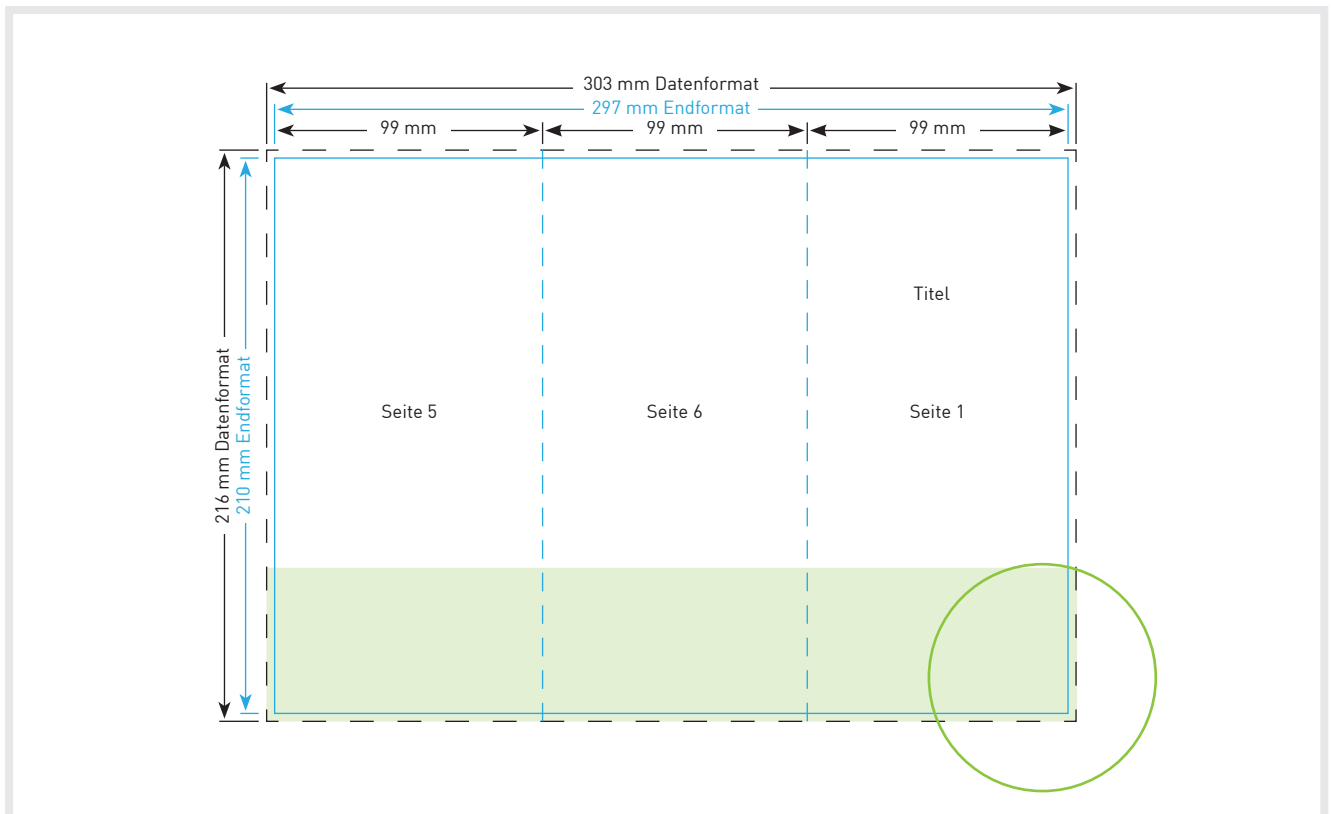 303 mm Datenformat
297 mm Endformat
99 mm 99 mm 99 mm
216 mm Datenformat
210 mm Endformat
Titel
Seite 5 Seite 6 Seite 1